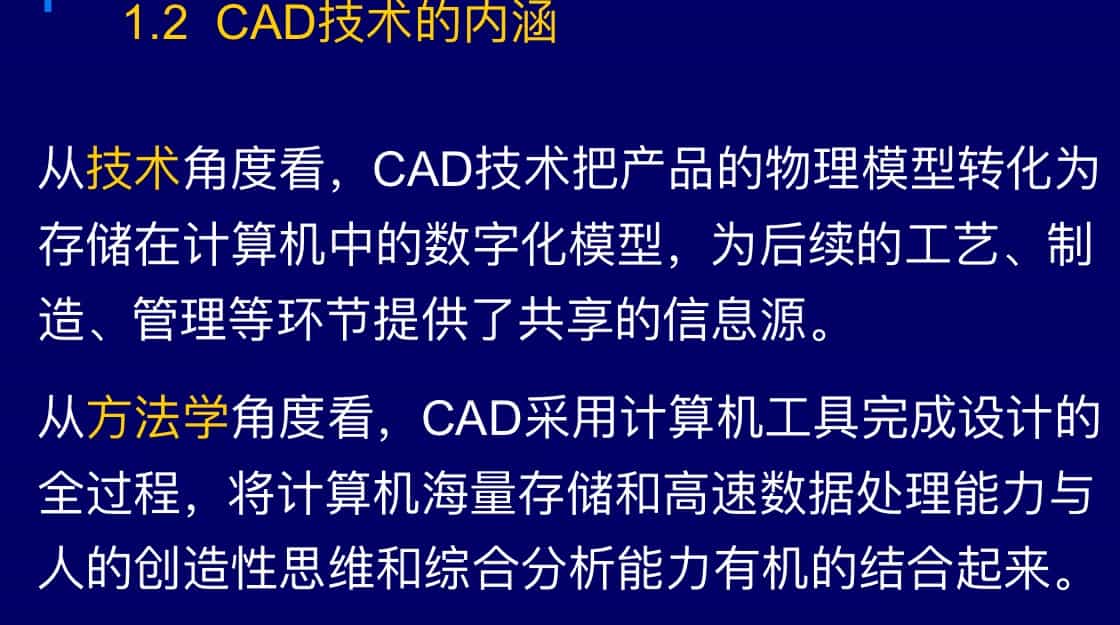 1.2 CAD技术的内涵
从技术角度看，CAD技术把产品的物理模型转化为
存储在计算机中的数字化模型，为后续的工艺、制
造、管理等环节提供了共享的信息源。
从方法学角度看，CAD采用计算机工具完成设计的
全过程，将计算机海量存储和高速数据处理能力与
人的创造性思维和综合分析能力有机的结合起来。